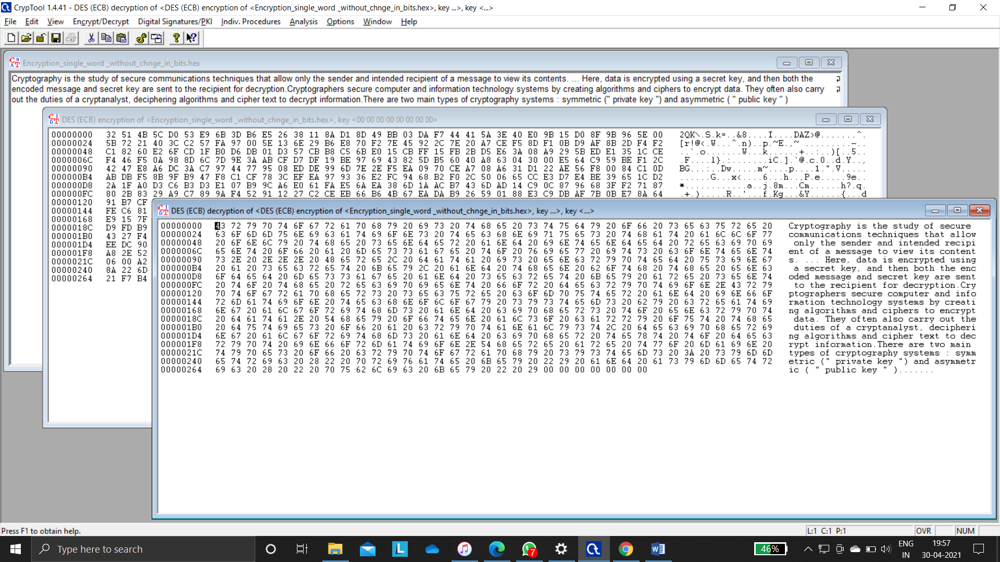 CrypTool 1.4.41 - DES (ECB) decryption of <DES (ECB) encryption of <Encryption_single_word _without_chnge_in_bits.hex>, key ...>, key <...>
File Edit View Encrypt/Decrypt Digital Signatures/PKI Indiv. Procedures Analysis Options Window Help
Encryption_single_word _without_chnge_in_bits.hex
Cryptography is the study of secure communications techniques that allow only the sender and intended recipient of a message to view its contents. ... Here, data is encrypted using a secret key, and then both the
encoded message and secret key are sent to the recipient for decryption.Cryptographers secure computer and information technology systems by creating algorithms and ciphers to encrypt data. They often also carry
out the duties of a cryptanalyst, deciphering algorithms and cipher text to decrypt information.There are two main types of cryptography systems : symmetric (" private key ") and asymmetric ( " public key " )
DES (ECB) encryption of <Encryption_single_word _without_chnge_in_bits.hex>, key <00 00 00 00 00 00 00 00>
00000000 32 51 4B 5C D0 53 E9 6B 3D B6 E5 26 38 11 8A D1 8D 49 BB 03 DA F7 44 41 5A 3E 40 E0 9B 15 D0 8F 9B 96 5E 00 2QK\.S.k=..&8....I....DAZ>@.......^.
00000024 5B 72 21 40 3C C2 57 FA 97 00 5E 13 6E 29 B6 E8 70 F2 7E 45 92 2C 7E 20 A7 CE F5 8D F1 0B D9 AF 8B 2D F4 F2 [r!@<.W...^.n)..p.~E.,~ .........-..
00000048 C1 82 60 E2 6F CD 1F B0 D6 DB 01 D3 57 CB B8 C5 6B E0 15 CB FF 15 FB 2B D5 E6 3A 08 A9 29 5B ED E1 35 1C CE ..`.o.......W...k......+..:..)[..5..
0000006C F4 46 F5 0A 98 8D 6C 7D 9E 3A AB CF D7 DF 19 BE 97 69 43 82 5D B5 60 40 A8 63 04 30 00 E5 64 C9 59 BE F1 2C .F....l}.:.......iC.].`@.c.0..d.Y..,
00000090 42 47 E8 A6 DC 3A C7 97 44 77 95 08 ED DE 99 6D 7E 2E F5 EA 09 70 CE A7 08 A6 31 D1 22 AE 56 F8 00 84 C1 0D BG...:..Dw.....m~....p....1.".V.....
000000B4 AB DB F5 8B 9F B9 47 F8 C1 CF 78 3C EF EA 97 93 36 E2 FC 94 68 B2 F0 2C 50 06 65 CC E3 D7 E4 BE 39 65 1C D2 ......G...x<....6...h..,P.e.....9e..
000000D8 2A 1F A0 D3 C6 B3 D3 E1 07 B9 9C A6 E0 61 FA E5 6A EA 38 6D 1A AC B7 43 6D AD 14 C9 0C 87 96 68 3F F2 71 87 *............a..j.8m...Cm......h?.q.
000000FC 80 2B 83 29 A9 C7 89 9A F4 52 91 12 27 C2 CE EB 66 B6 4B 67 EA DA B9 26 59 01 88 E3 C9 DB AF 7B 0B E7 8A 64 .+.).....R..'...f.Kg...&Y......{...d
00000120 91 B7 CF
00000144 FE C6 81
00000168 E9 15 7F
0000018C D9 FD B9
000001B0 43 27 F4
000001D4 EE DC 90
000001F8 A8 2E 52
0000021C 06 00 A2
00000240 8A 22 6D
00000264 21 F7 B4
DES (ECB) decryption of <DES (ECB) encryption of <Encryption_single_word _without_chnge_in_bits.hex>, key ...>, key <...>
00000000 43 72 79 70 74 6F 67 72 61 70 68 79 20 69 73 20 74 68 65 20 73 74 75 64 79 20 6F 66 20 73 65 63 75 72 65 20 Cryptography is the study of secure
00000024 63 6F 6D 6D 75 6E 69 63 61 74 69 6F 6E 73 20 74 65 63 68 6E 69 71 75 65 73 20 74 68 61 74 20 61 6C 6C 6F 77 communications techniques that allow
00000048 20 6F 6E 6C 79 20 74 68 65 20 73 65 6E 64 65 72 20 61 6E 64 20 69 6E 74 65 6E 64 65 64 20 72 65 63 69 70 69 only the sender and intended recipi
0000006C 65 6E 74 20 6F 66 20 61 20 6D 65 73 73 61 67 65 20 74 6F 20 76 69 65 77 20 69 74 73 20 63 6F 6E 74 65 6E 74 ent of a message to view its content
00000090 73 2E 20 2E 2E 2E 20 48 65 72 65 2C 20 64 61 74 61 20 69 73 20 65 6E 63 72 79 70 74 65 64 20 75 73 69 6E 67 s. ... Here, data is encrypted using
000000B4 20 61 20 73 65 63 72 65 74 20 6B 65 79 2C 20 61 6E 64 20 74 68 65 6E 20 62 6F 74 68 20 74 68 65 20 65 6E 63 a secret key, and then both the enc
000000D8 6F 64 65 64 20 6D 65 73 73 61 67 65 20 61 6E 64 20 73 65 63 72 65 74 20 6B 65 79 20 61 72 65 20 73 65 6E 74 oded message and secret key are sent
000000FC 20 74 6F 20 74 68 65 20 72 65 63 69 70 69 65 6E 74 20 66 6F 72 20 64 65 63 72 79 70 74 69 6F 6E 2E 43 72 79 to the recipient for decryption.Cry
00000120 70 74 6F 67 72 61 70 68 65 72 73 20 73 65 63 75 72 65 20 63 6F 6D 70 75 74 65 72 20 61 6E 64 20 69 6E 66 6F ptographers secure computer and info
00000144 72 6D 61 74 69 6F 6E 20 74 65 63 68 6E 6F 6C 6F 67 79 20 73 79 73 74 65 6D 73 20 62 79 20 63 72 65 61 74 69 rmation technology systems by creati
00000168 6E 67 20 61 6C 67 6F 72 69 74 68 6D 73 20 61 6E 64 20 63 69 70 68 65 72 73 20 74 6F 20 65 6E 63 72 79 70 74 ng algorithms and ciphers to encrypt
0000018C 20 64 61 74 61 2E 20 54 68 65 79 20 6F 66 74 65 6E 20 61 6C 73 6F 20 63 61 72 72 79 20 6F 75 74 20 74 68 65 data. They often also carry out the
000001B0 20 64 75 74 69 65 73 20 6F 66 20 61 20 63 72 79 70 74 61 6E 61 6C 79 73 74 2C 20 64 65 63 69 70 68 65 72 69 duties of a cryptanalyst, decipheri
000001D4 6E 67 20 61 6C 67 6F 72 69 74 68 6D 73 20 61 6E 64 20 63 69 70 68 65 72 20 74 65 78 74 20 74 6F 20 64 65 63 ng algorithms and cipher text to dec
000001F8 72 79 70 74 20 69 6E 66 6F 72 6D 61 74 69 6F 6E 2E 54 68 65 72 65 20 61 72 65 20 74 77 6F 20 6D 61 69 6E 20 rypt information.There are two main
0000021C 74 79 70 65 73 20 6F 66 20 63 72 79 70 74 6F 67 72 61 70 68 79 20 73 79 73 74 65 6D 73 20 3A 20 73 79 6D 6D types of cryptography systems : symm
00000240 65 74 72 69 63 20 28 22 20 70 72 69 76 61 74 65 20 6B 65 79 20 22 29 20 61 6E 64 20 61 73 79 6D 6D 65 74 72 etric (" private key ") and asymmetr
00000264 69 63 20 28 20 22 20 70 75 62 6C 69 63 20 6B 65 79 20 22 20 29 00 00 00 00 00 00 00 ic ( " public key " ).......
Press F1 to obtain help.
L:1 C:1 P:1 OVR NUM
Type here to search
7
46%
ENG
IN
19:57
30-04-2021